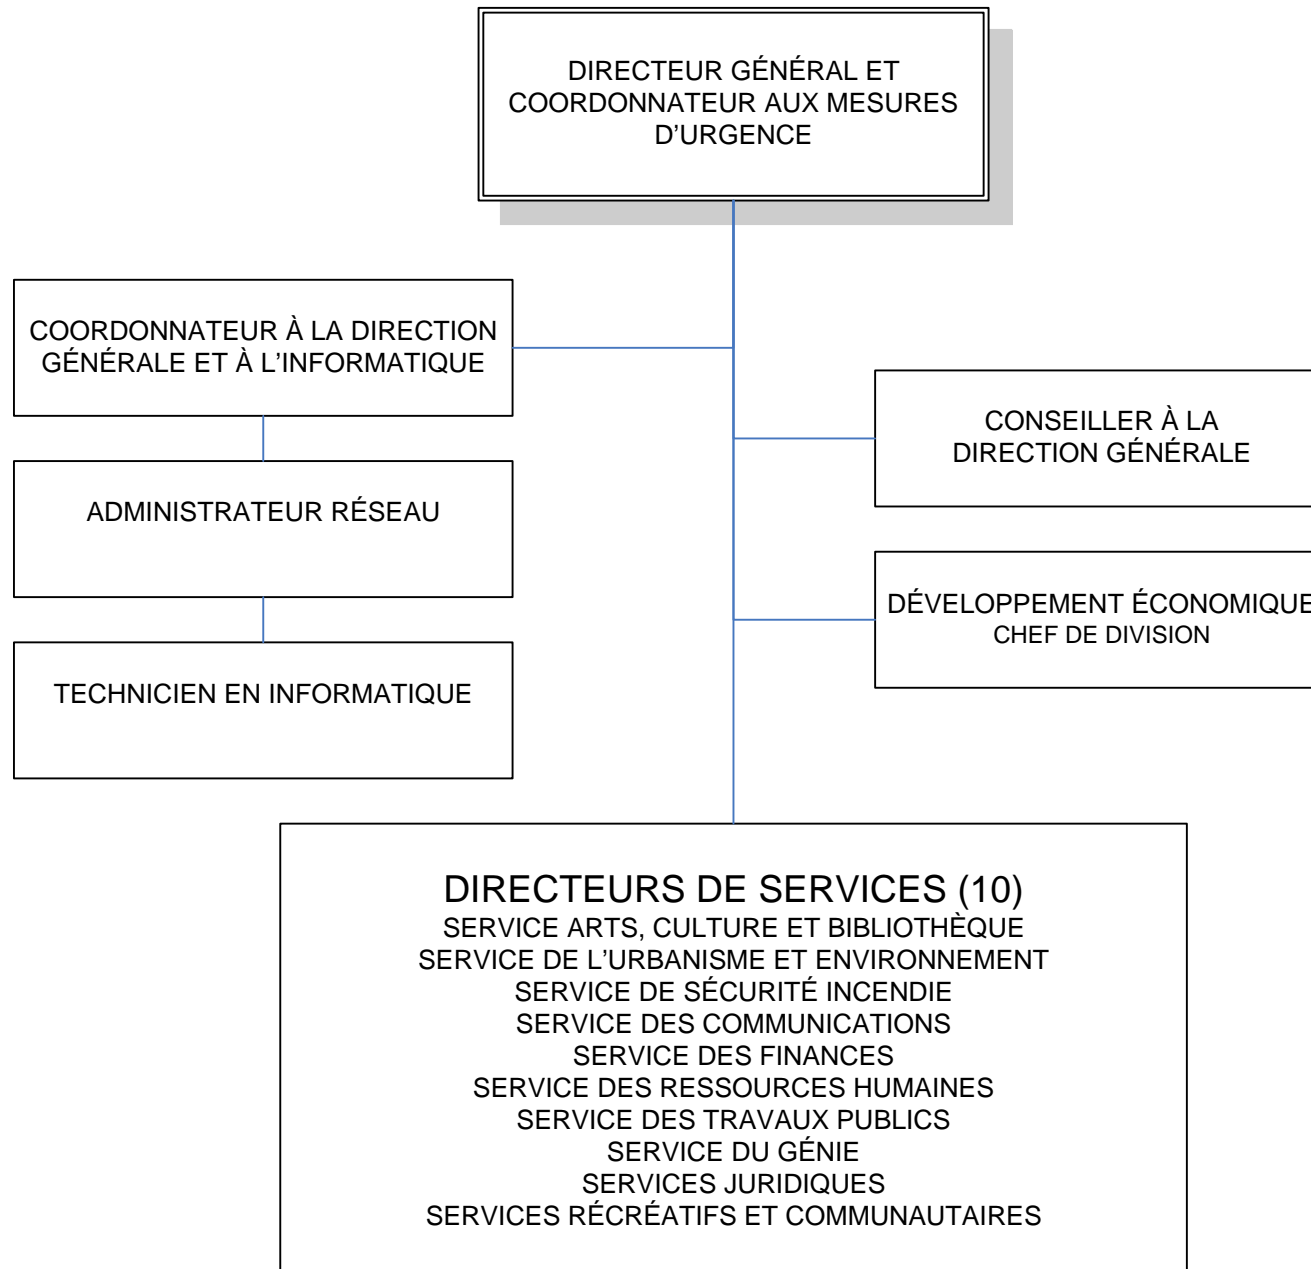 DIRECTEUR GÉNÉRAL ET
COORDONNATEUR AUX MESURES
D'URGENCE
COORDONNATEUR À LA DIRECTION
GÉNÉRALE ET À L'INFORMATIQUE
CONSEILLER À LA
DIRECTION GÉNÉRALE
ADMINISTRATEUR RÉSEAU
DÉVELOPPEMENT ÉCONOMIQUE
CHEF DE DIVISION
TECHNICIEN EN INFORMATIQUE
DIRECTEURS DE SERVICES (10)
SERVICE ARTS, CULTURE ET BIBLIOTHÈQUE
SERVICE DE L'URBANISME ET ENVIRONNEMENT
SERVICE DE SÉCURITÉ INCENDIE
SERVICE DES COMMUNICATIONS
SERVICE DES FINANCES
SERVICE DES RESSOURCES HUMAINES
SERVICE DES TRAVAUX PUBLICS
SERVICE DU GÉNIE
SERVICES JURIDIQUES
SERVICES RÉCRÉATIFS ET COMMUNAUTAIRES